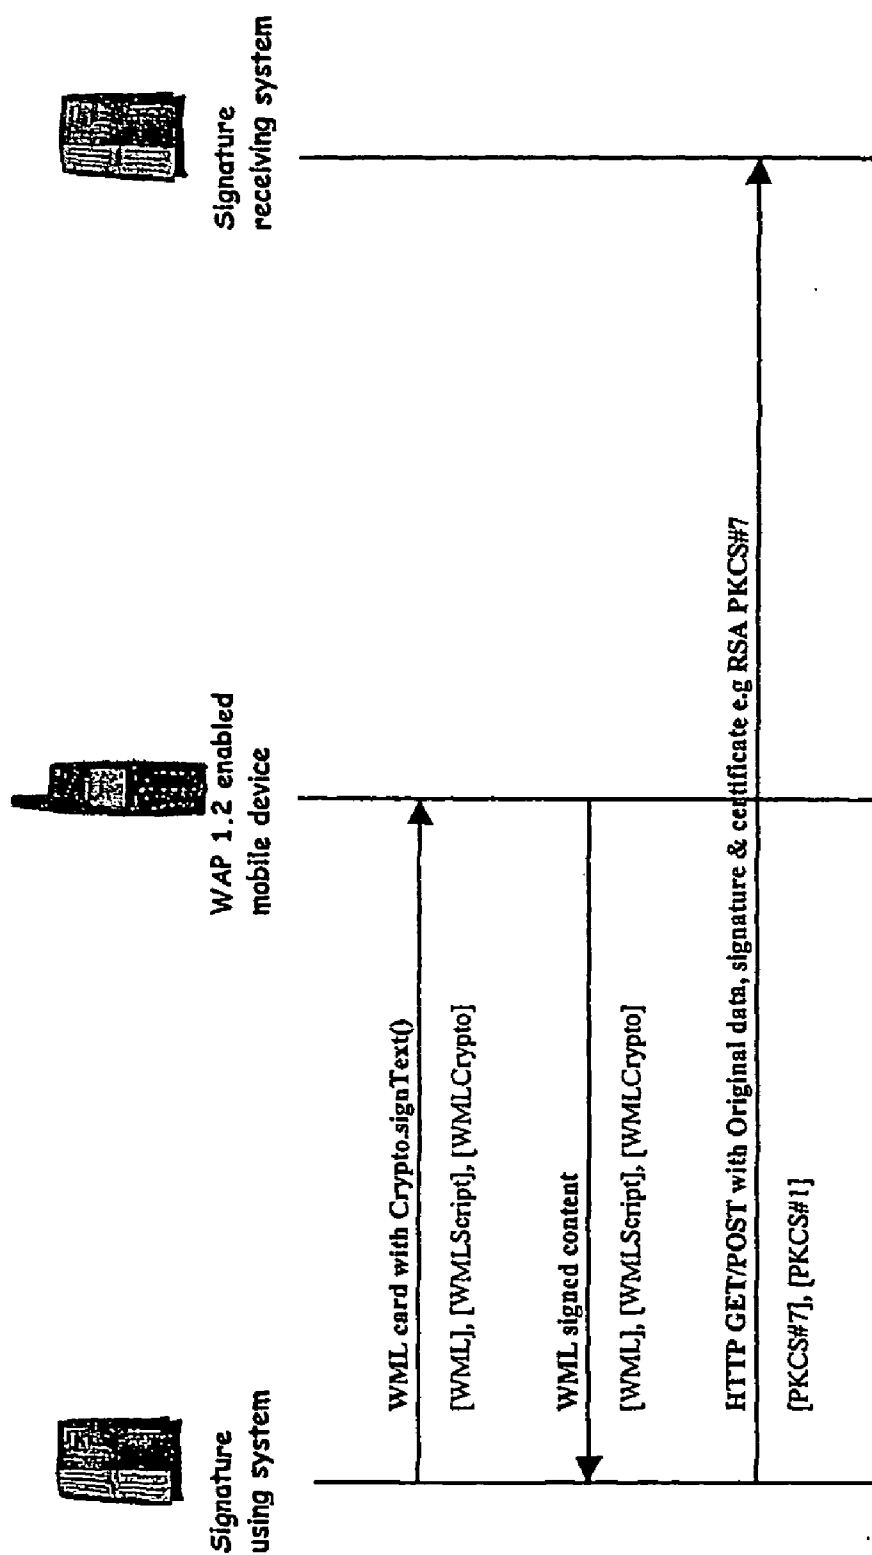 Signature
using system
WAP 1.2 enabled
mobile device
Signature
receiving system
WML card with Crypto.signText()
[WML], [WMLScript], [WMLCrypto]
WML signed content
[WML], [WMLScript], [WMLCrypto]
HTTP GET/POST with Original data, signature & certificate e.g RSA PKCS#7
[PKCS#7], [PKCS#1]